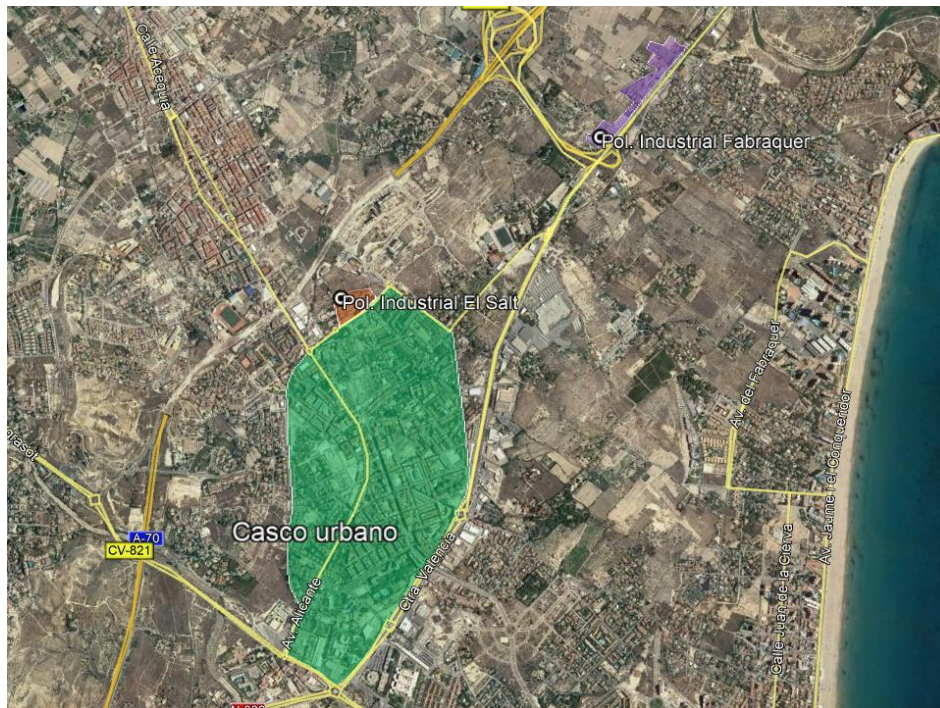 Calle Acequia
Pol. Industrial Fabraquer
Pol. Industrial El Salt
Av. del Fabraquer
Av. Jaume I el Conqueridor
Casco urbano
A-70
CV-821
Ctra. Valencia
Av. Alicante
Calle Juan de la Cierva